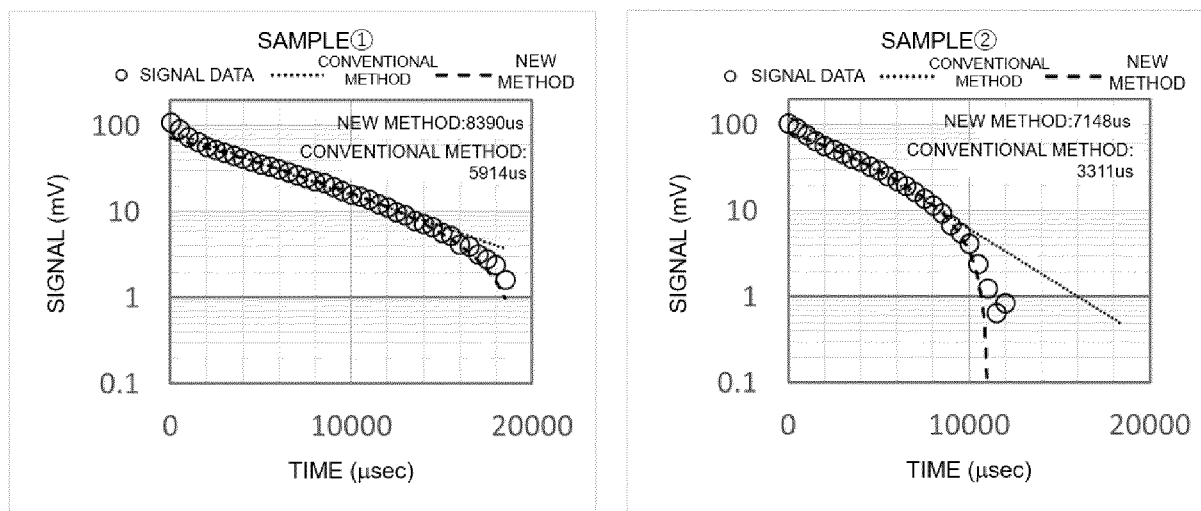 SAMPLE①
SIGNAL DATA
CONVENTIONAL
METHOD
NEW
METHOD
NEW METHOD:8390us
CONVENTIONAL METHOD:
5914us
SIGNAL (mV)
100
10
1
0.1
0
10000
20000
TIME (μsec)
SAMPLE②
SIGNAL DATA
CONVENTIONAL
METHOD
NEW
METHOD
NEW METHOD:7148us
CONVENTIONAL METHOD:
3311us
SIGNAL (mV)
100
10
1
0.1
0
10000
20000
TIME (μsec)